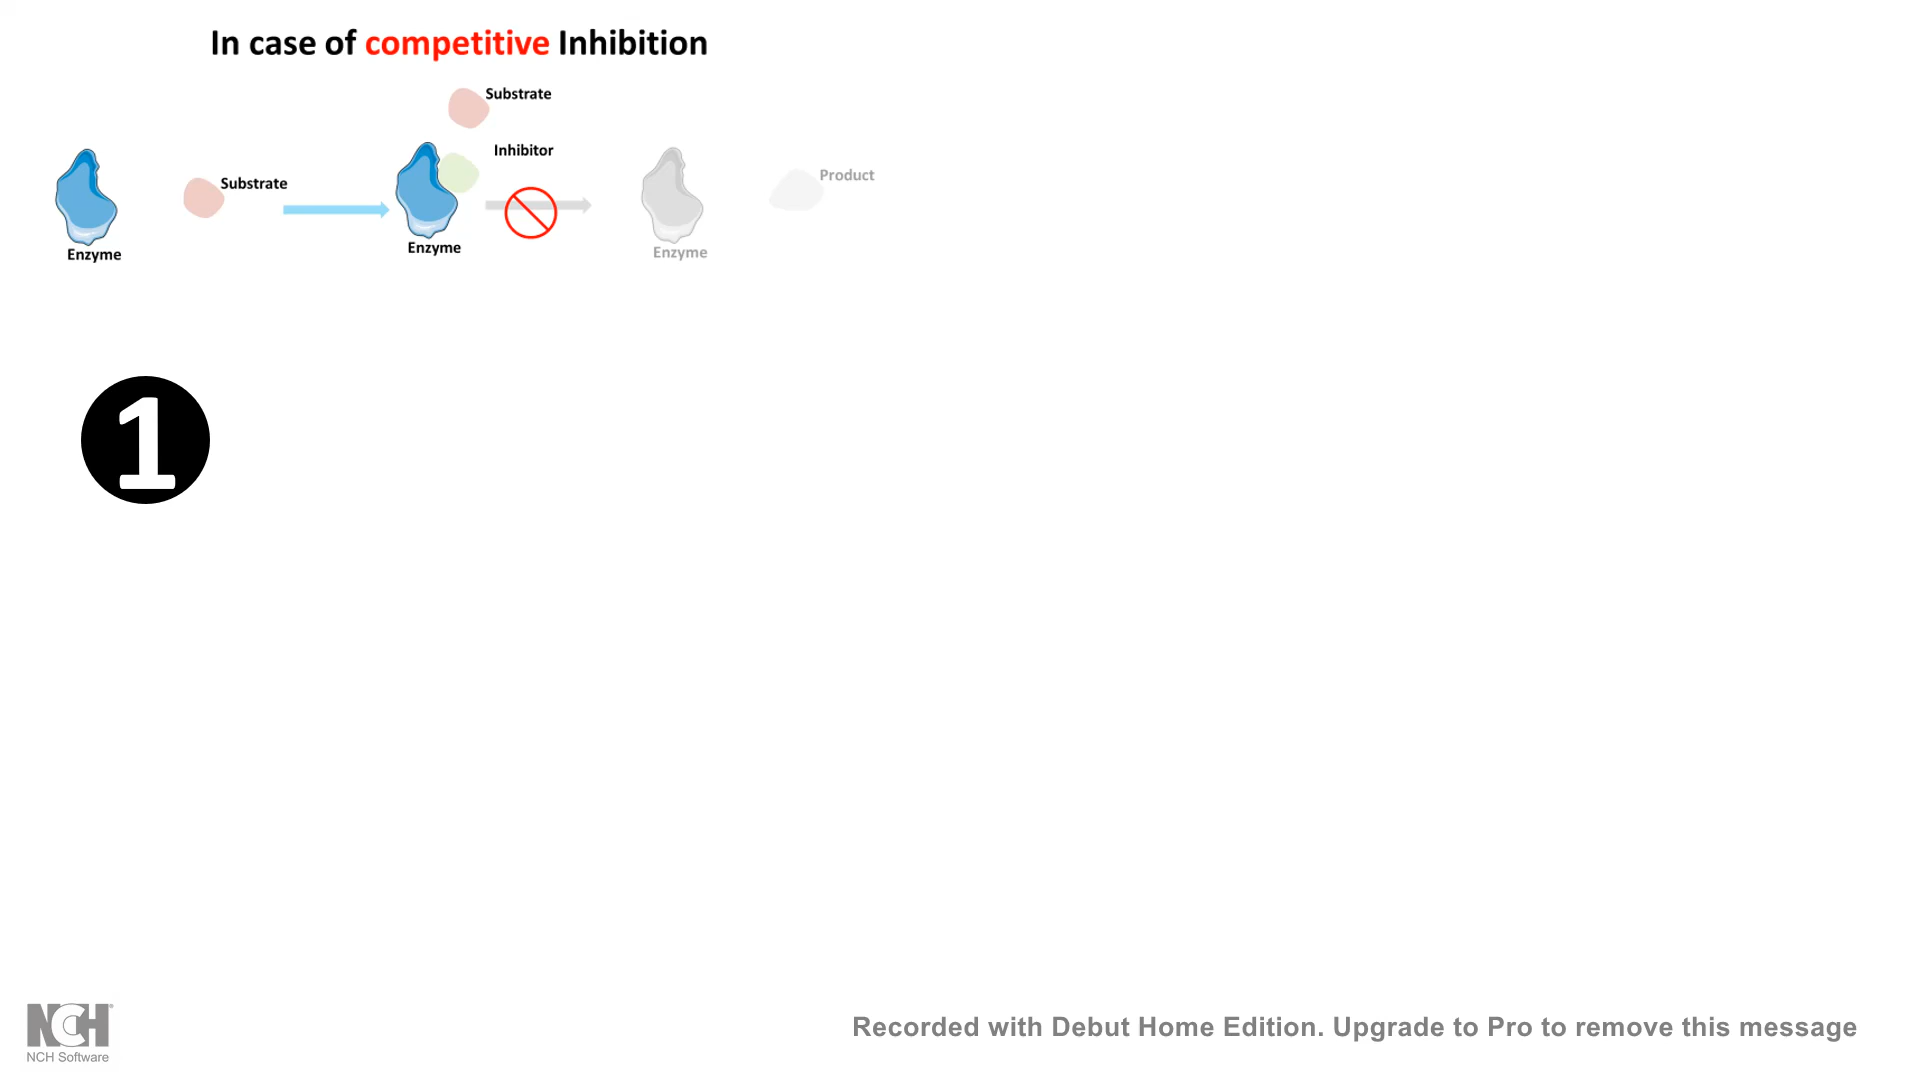 In case of competitive Inhibition
Substrate
Inhibitor
Substrate
Product
Enzyme
Enzyme
Enzyme
1
NCH
NCH Software
Recorded with Debut Home Edition. Upgrade to Pro to remove this message